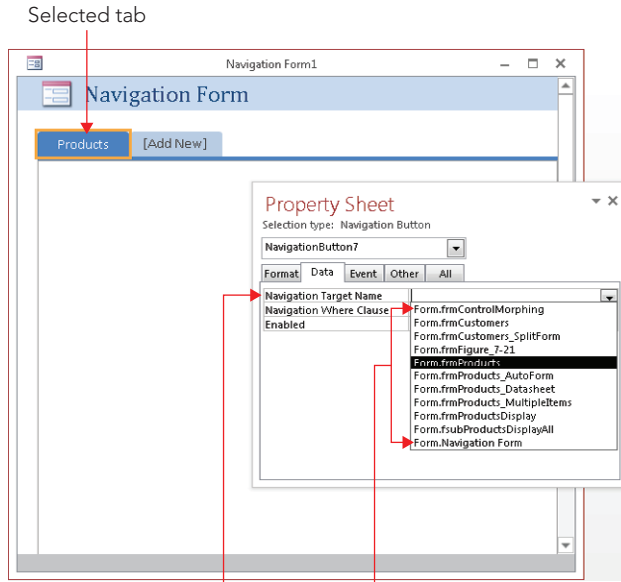 Selected tab
Navigation Form1
Navigation Form
Products [Add New]
Property Sheet
Selection type: Navigation Button
NavigationButton7
Format Data Event Other All
Navigation Target Name
Navigation Where Clause
Enabled
Form.frmControlMorphing
Form.frmCustomers
Form.frmCustomers_SplitForm
Form.frmFigure_7-21
Form.frmProducts
Form.frmProducts_AutoForm
Form.frmProducts_Datasheet
Form.frmProducts_MultipleItems
Form.frmProductsDisplay
Form.fsubProductsDisplayAll
Form.Navigation Form